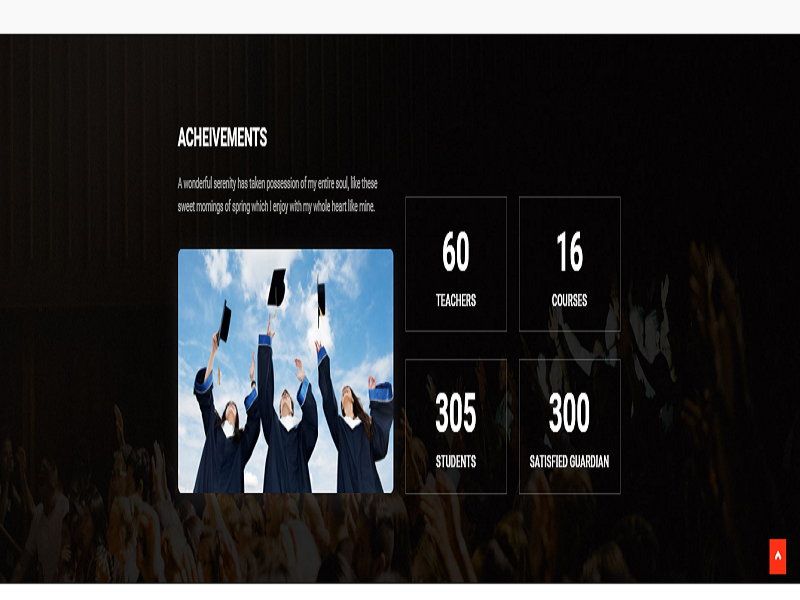 ACHEIVEMENTS
A wonderful serenity has taken possession of my entire soul, like these
sweet mornings of spring which I enjoy with my whole heart like mine.
60
TEACHERS
16
COURSES
305
STUDENTS
300
SATISFIED GUARDIAN